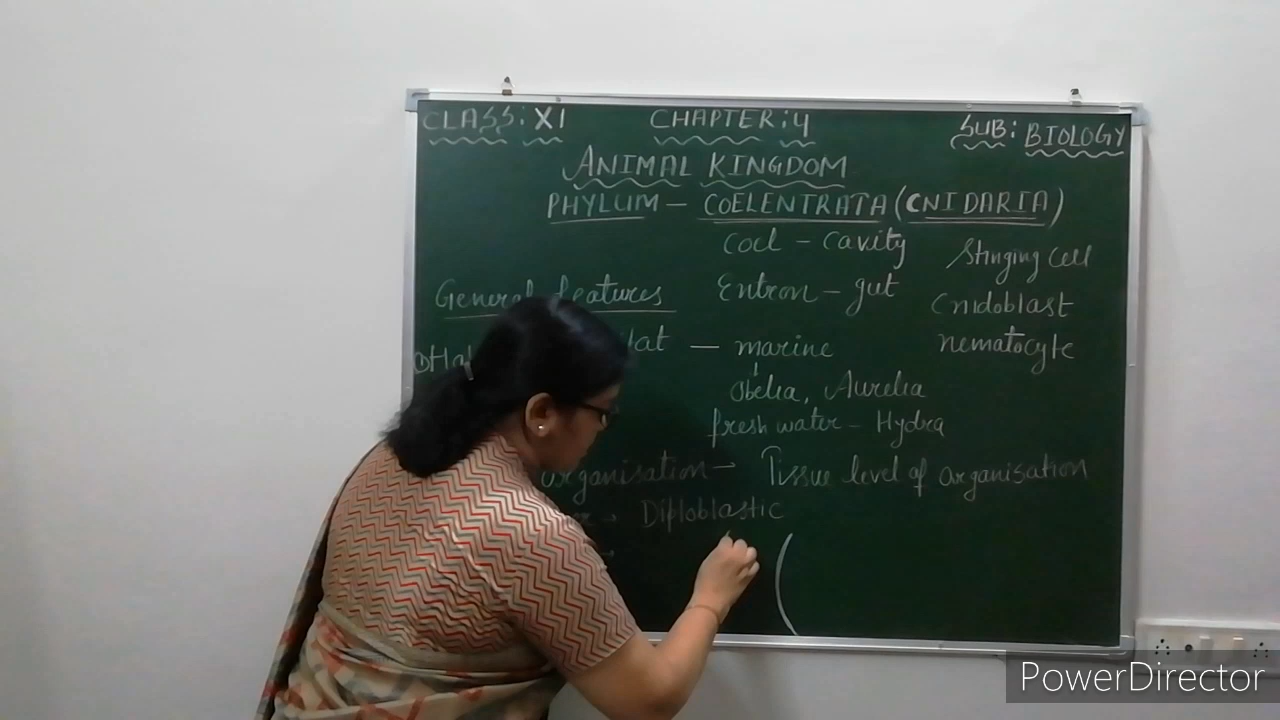 CLASS: XI CHAPTER: 4 SUB: BIOLOGY
ANIMAL KINGDOM
PHYLUM – COELENTRATA (CNIDARIA)
Coel – cavity Stinging cell
General features Entron – gut Cnidoblast
— marine nematocyte
Obelia, Aurelia
fresh water – Hydra
organisation – Tissue level of organisation
Diploblastic
PowerDirector